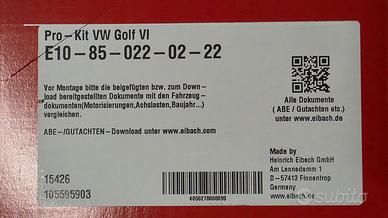 Pro-Kit VW Golf VI
E10-85-022-02-22
Vor Montage bitte die beigefügten bzw. zum Down-
load bereitgestellten Dokumente mit den Fahrzeug-
dokumenten(Motorisierungen,Achslasten,Baujahr...)
vergleichen.
Alle Dokumente
( ABE / Gutachten etc.)
unter www.eibach.de
ABE-/GUTACHTEN-Download unter www.eibach.com
Made by
Heinrich Eibach GmbH
Am Lennedamm 1
D-57413 Finnentrop
Germany
www.eibach.de
15426
105595903
4050278008099
subito